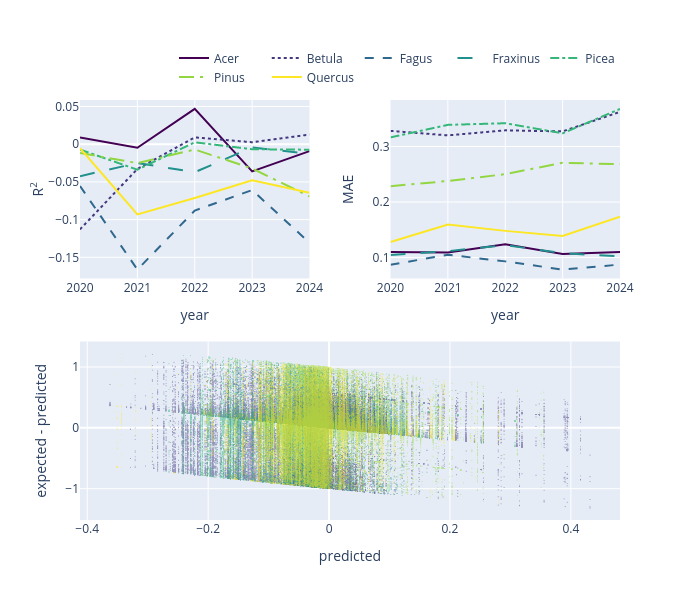 Acer Betula Fagus Fraxinus Picea
Pinus Quercus
0.05
0
−0.05
−0.1
−0.15
R²
2020 2021 2022 2023 2024
year
0.3
0.2
0.1
MAE
2020 2021 2022 2023 2024
year
1
0
−1
expected - predicted
−0.4 −0.2 0 0.2 0.4
predicted